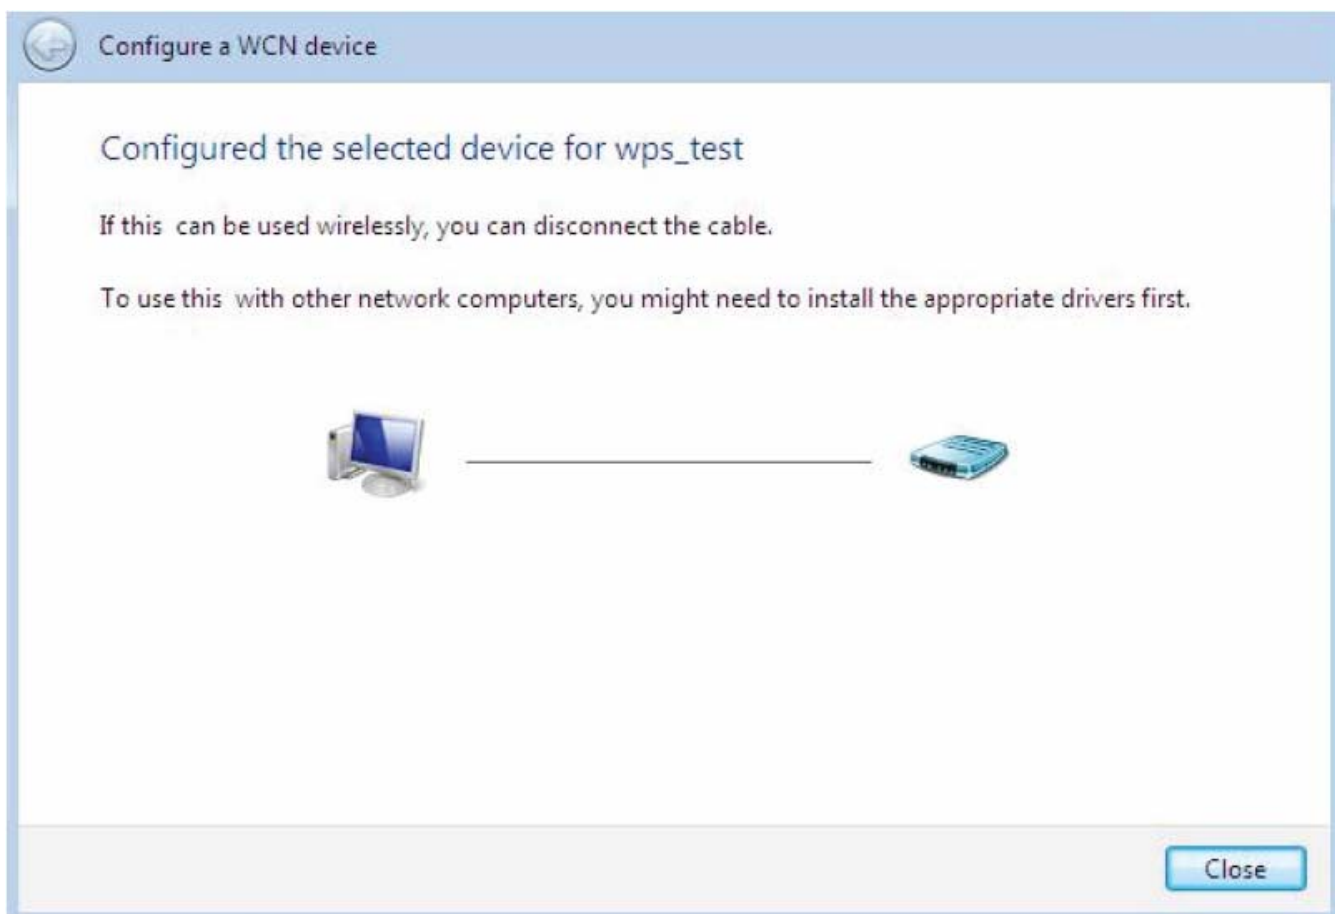 Configure a WCN device
Configured the selected device for wps_test
If this  can be used wirelessly, you can disconnect the cable.
To use this  with other network computers, you might need to install the appropriate drivers first.
Close